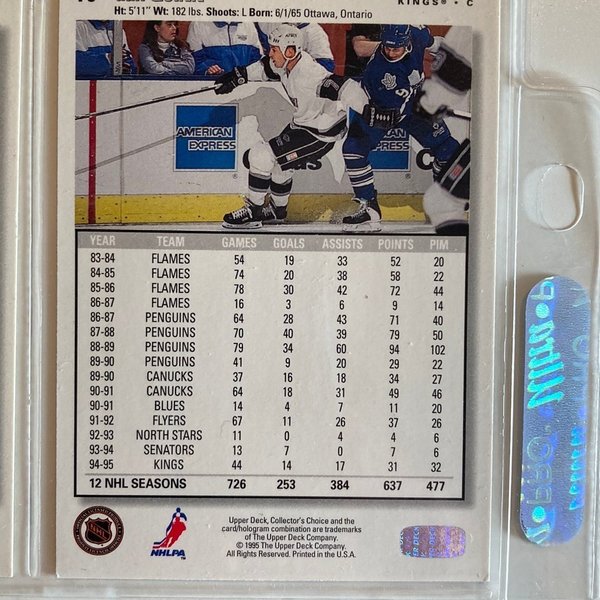 KINGS® • C
Ht: 5'11" Wt: 182 lbs. Shoots: L Born: 6/1/65 Ottawa, Ontario
AMERICAN
EXPRESS
YEAR TEAM GAMES GOALS ASSISTS POINTS PIM
83-84 FLAMES 54 19 33 52 20
84-85 FLAMES 74 20 38 58 22
85-86 FLAMES 78 30 42 72 44
86-87 FLAMES 16 3 6 9 14
86-87 PENGUINS 64 28 43 71 40
87-88 PENGUINS 70 40 39 79 50
88-89 PENGUINS 79 34 60 94 102
89-90 PENGUINS 41 9 20 29 22
89-90 CANUCKS 37 16 18 34 27
90-91 CANUCKS 64 18 31 49 46
90-91 BLUES 14 4 7 11 20
91-92 FLYERS 67 11 26 37 26
92-93 NORTH STARS 11 0 4 4 6
93-94 SENATORS 13 7 0 7 6
94-95 KINGS 44 14 17 31 32
12 NHL SEASONS 726 253 384 637 477
Upper Deck, Collector's Choice and the
card/hologram combination are trademarks
of The Upper Deck Company.
© 1995 The Upper Deck Company.
All Rights Reserved. Printed in the U.S.A.
NHL
NHLPA
UPPER DECK
Ultra•PRO